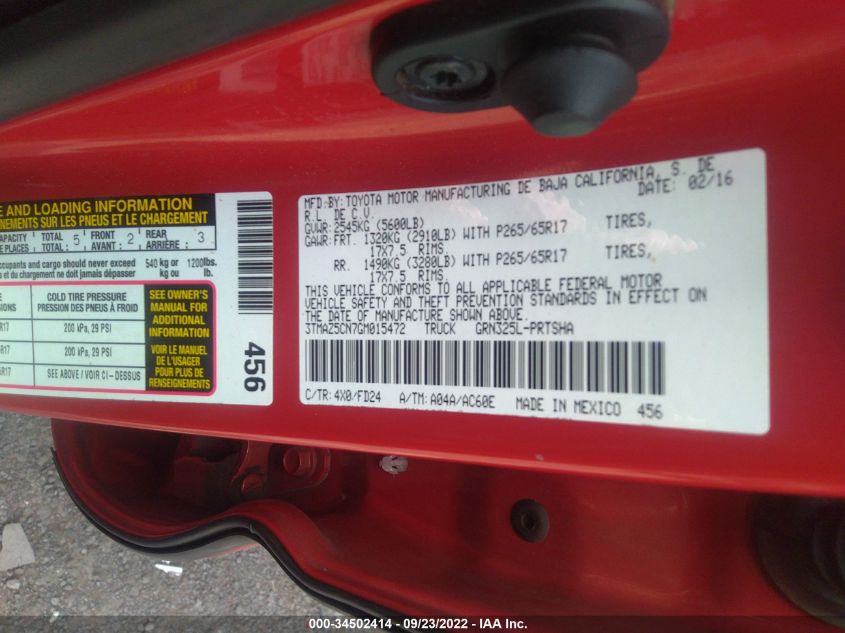 E AND LOADING INFORMATION
NEMENTS SUR LES PNEUS ET LE CHARGEMENT
CAPACITY TOTAL 5 FRONT 2 REAR 3
E PLACES TOTAL : AVANT : ARRIÈRE :
occupants and cargo should never exceed 540 kg or 1200lbs.
s et du chargement ne doit jamais dépasser kg ou lb.
COLD TIRE PRESSURE
PRESSION DES PNEUS À FROID
R17 200 kPa, 29 PSI
R17 200 kPa, 29 PSI
R17 SEE ABOVE / VOIR CI - DESSUS
SEE OWNER'S
MANUAL FOR
ADDITIONAL
INFORMATION
VOIR LE MANUEL
DE L'USAGER
POUR PLUS DE
RENSEIGNEMENTS
456
MFD.BY:TOYOTA MOTOR MANUFACTURING DE BAJA CALIFORNIA, S. DE
R.L. DE C.V. DATE: 02/16
GVWR: 2545KG (5600LB)
GAWR:FRT. 1320KG (2910LB) WITH P265/65R17 TIRES,
17X7.5 RIMS,
RR. 1490KG (3280LB) WITH P265/65R17 TIRES,
17X7.5 RIMS.
THIS VEHICLE CONFORMS TO ALL APPLICABLE FEDERAL MOTOR
VEHICLE SAFETY AND THEFT PREVENTION STANDARDS IN EFFECT ON
THE DATE OF MANUFACTURE SHOWN ABOVE.
3TMAZ5CN7GM015472 TRUCK GRN325L-PRTSHA
C/TR:4X0/FD24 A/TM:A04A/AC60E MADE IN MEXICO 456
000-34502414 - 09/23/2022 - IAA Inc.